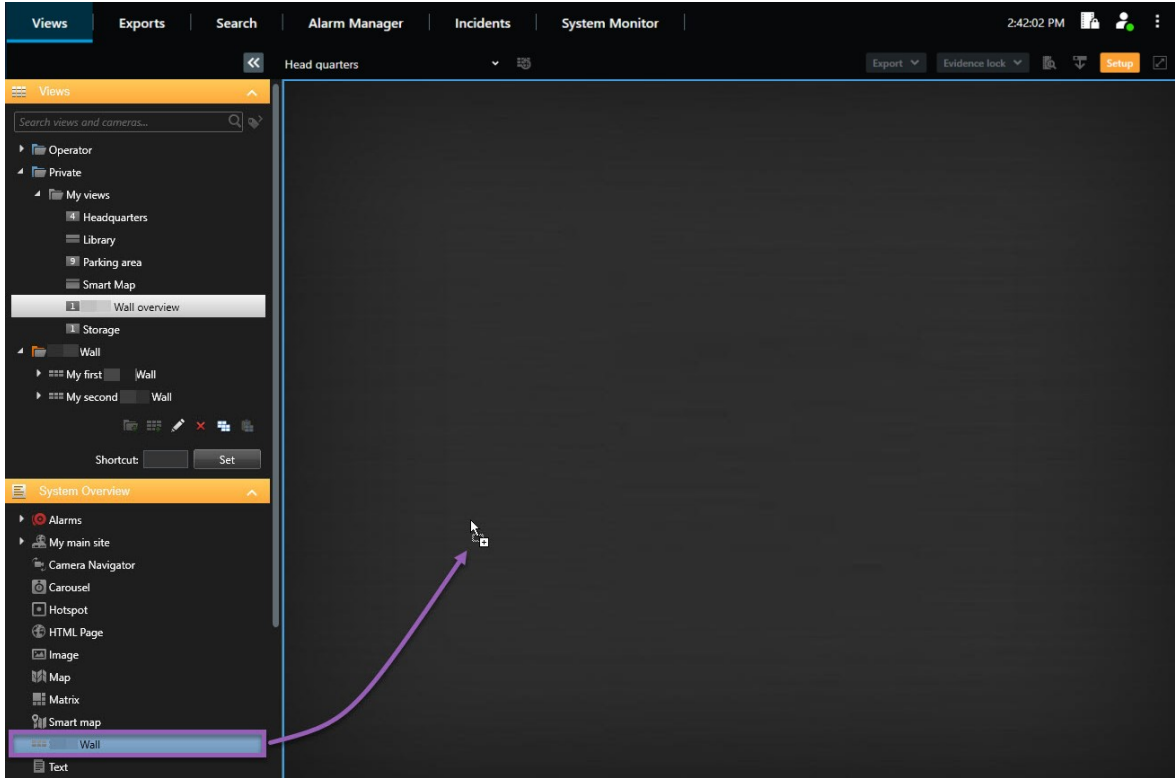 Views Exports Search Alarm Manager Incidents System Monitor 2:42:02 PM
Head quarters Export Evidence lock Setup
Views
Search views and cameras...
Operator
Private
My views
4 Headquarters
Library
9 Parking area
Smart Map
1 Wall overview
1 Storage
Wall
My first Wall
My second Wall
Shortcut: Set
System Overview
Alarms
My main site
Camera Navigator
Carousel
Hotspot
HTML Page
Image
Map
Matrix
Smart map
Wall
Text